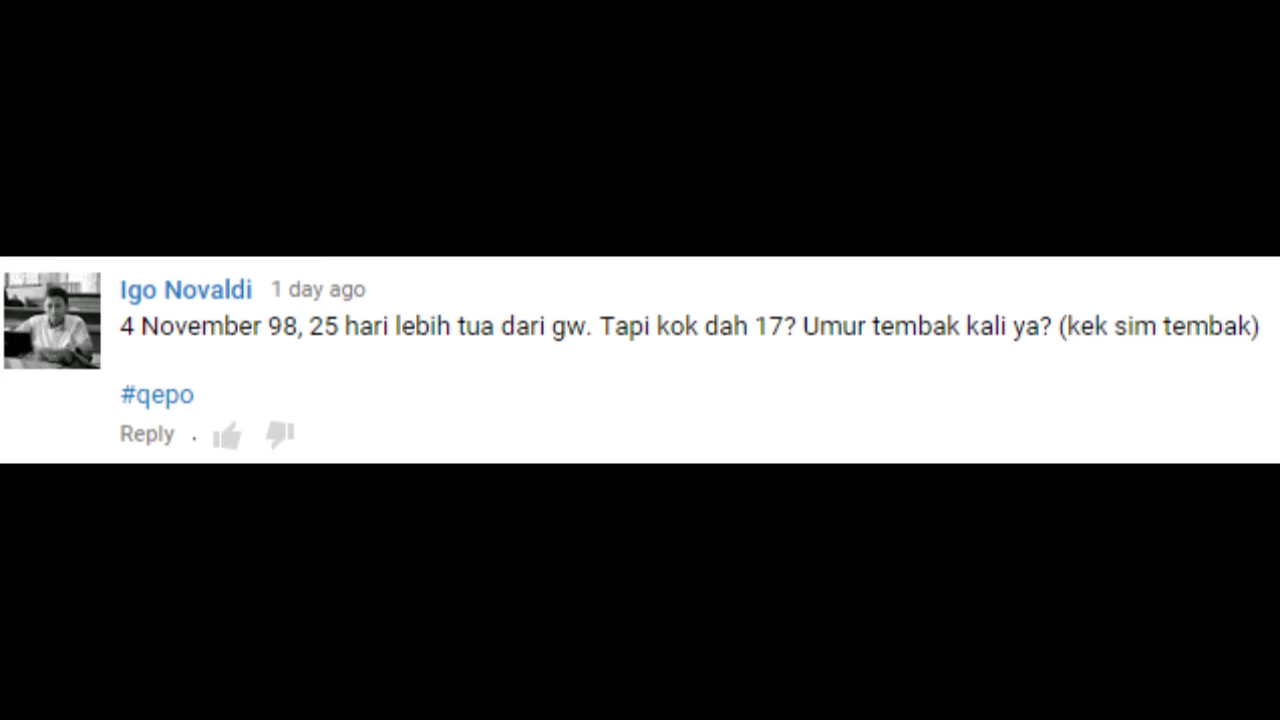 Igo Novaldi 1 day ago
4 November 98, 25 hari lebih tua dari gw. Tapi kok dah 17? Umur tembak kali ya? (kek sim tembak)
#qepo
Reply .